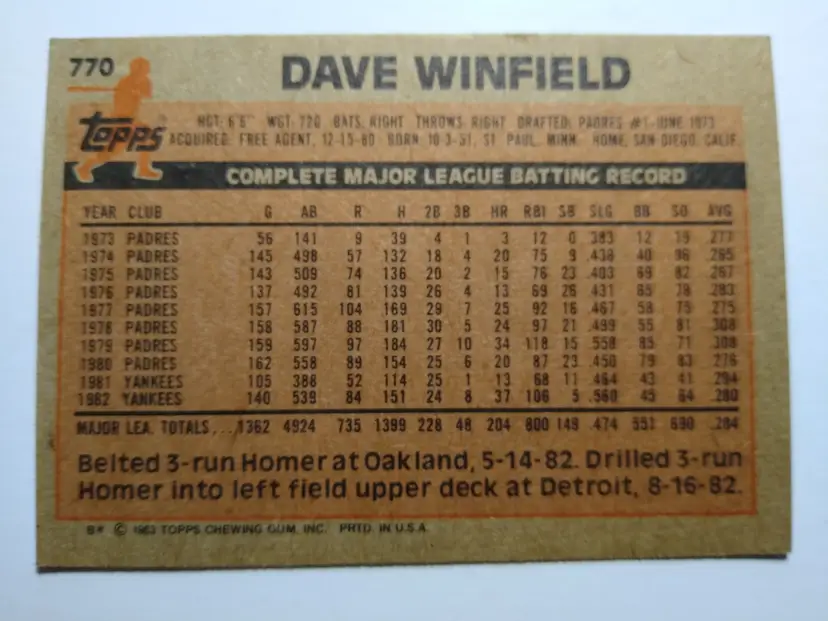 770
DAVE WINFIELD
Topps
HGT: 6'6" WGT: 220 BATS: RIGHT THROWS: RIGHT DRAFTED: PADRES #1-JUNE 1973
ACQUIRED: FREE AGENT, 12-15-80 BORN: 10-3-51, ST. PAUL, MINN. HOME: SAN DIEGO, CALIF.
COMPLETE MAJOR LEAGUE BATTING RECORD
YEAR CLUB G AB R H 2B 3B HR RBI SB SLG BB SO AVG
1973 PADRES 56 141 9 39 4 1 3 12 0 .383 12 19 .277
1974 PADRES 145 498 57 132 18 4 20 75 9 .438 40 96 .265
1975 PADRES 143 509 74 136 20 2 15 76 23 .403 69 82 .267
1976 PADRES 137 492 81 139 26 4 13 69 26 .431 65 78 .283
1977 PADRES 157 615 104 169 29 7 25 92 16 .467 58 75 .275
1978 PADRES 158 587 88 181 30 5 24 97 21 .499 55 81 .308
1979 PADRES 159 597 97 184 27 10 34 118 15 .558 85 71 .308
1980 PADRES 162 558 89 154 25 6 20 87 23 .450 79 83 .276
1981 YANKEES 105 388 52 114 25 1 13 68 11 .464 43 41 .294
1982 YANKEES 140 539 84 151 24 8 37 106 5 .560 45 64 .280
MAJOR LEA. TOTALS... 1362 4924 735 1399 228 48 204 800 149 .474 551 690 .284
Belted 3-run Homer at Oakland, 5-14-82. Drilled 3-run
Homer into left field upper deck at Detroit, 8-16-82.
B* © 1983 TOPPS CHEWING GUM, INC. PRTD. IN U.S.A.